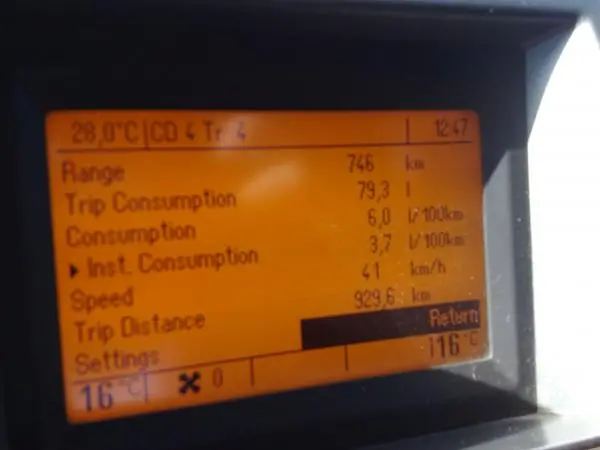 28,0°C CD 4 Tr 4 12:47
Range 746 km
Trip Consumption 79,3 l
Consumption 6,0 l/100km
Inst. Consumption 3,7 l/100km
Speed 41 km/h
Trip Distance 929,6 km
Settings Return
16°C 0 16°C